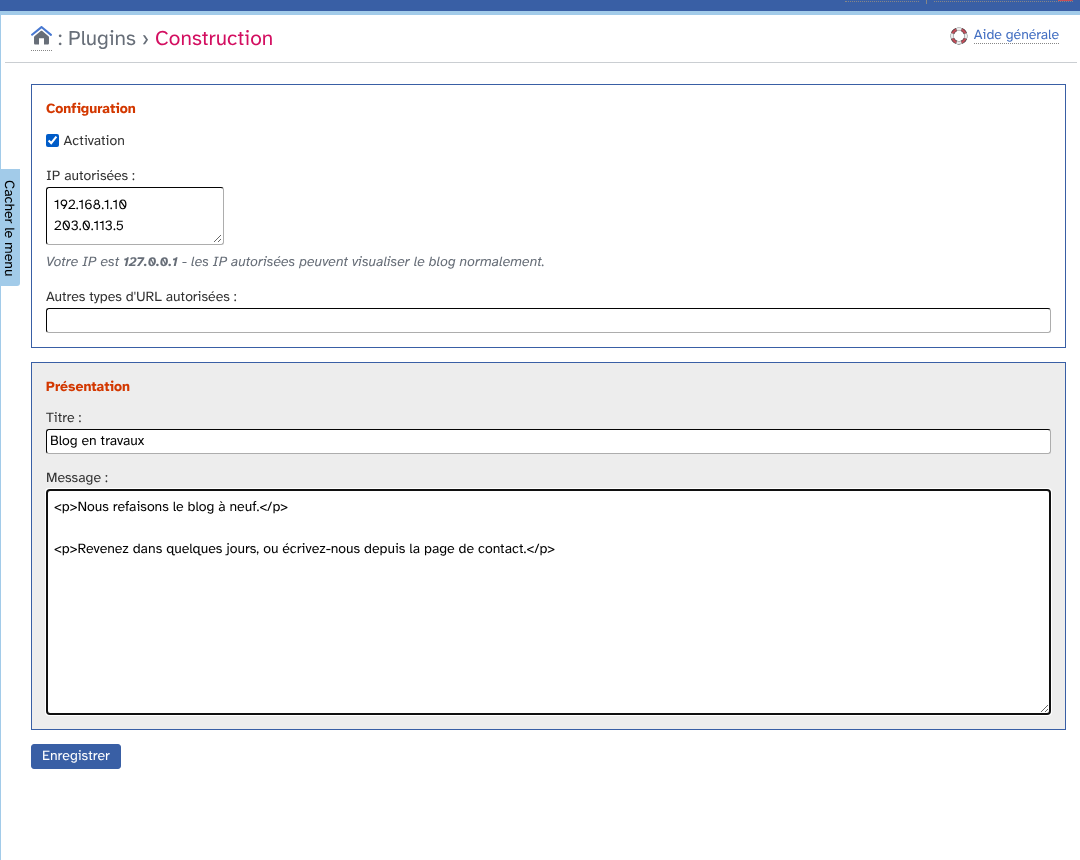 : Plugins › Construction
Aide générale
Cacher le menu
Configuration
Activation
IP autorisées :
192.168.1.10
203.0.113.5
Votre IP est 127.0.0.1 - les IP autorisées peuvent visualiser le blog normalement.
Autres types d'URL autorisées :
Présentation
Titre :
Blog en travaux
Message :
<p>Nous refaisons le blog à neuf.</p>
<p>Revenez dans quelques jours, ou écrivez-nous depuis la page de contact.</p>
Enregistrer